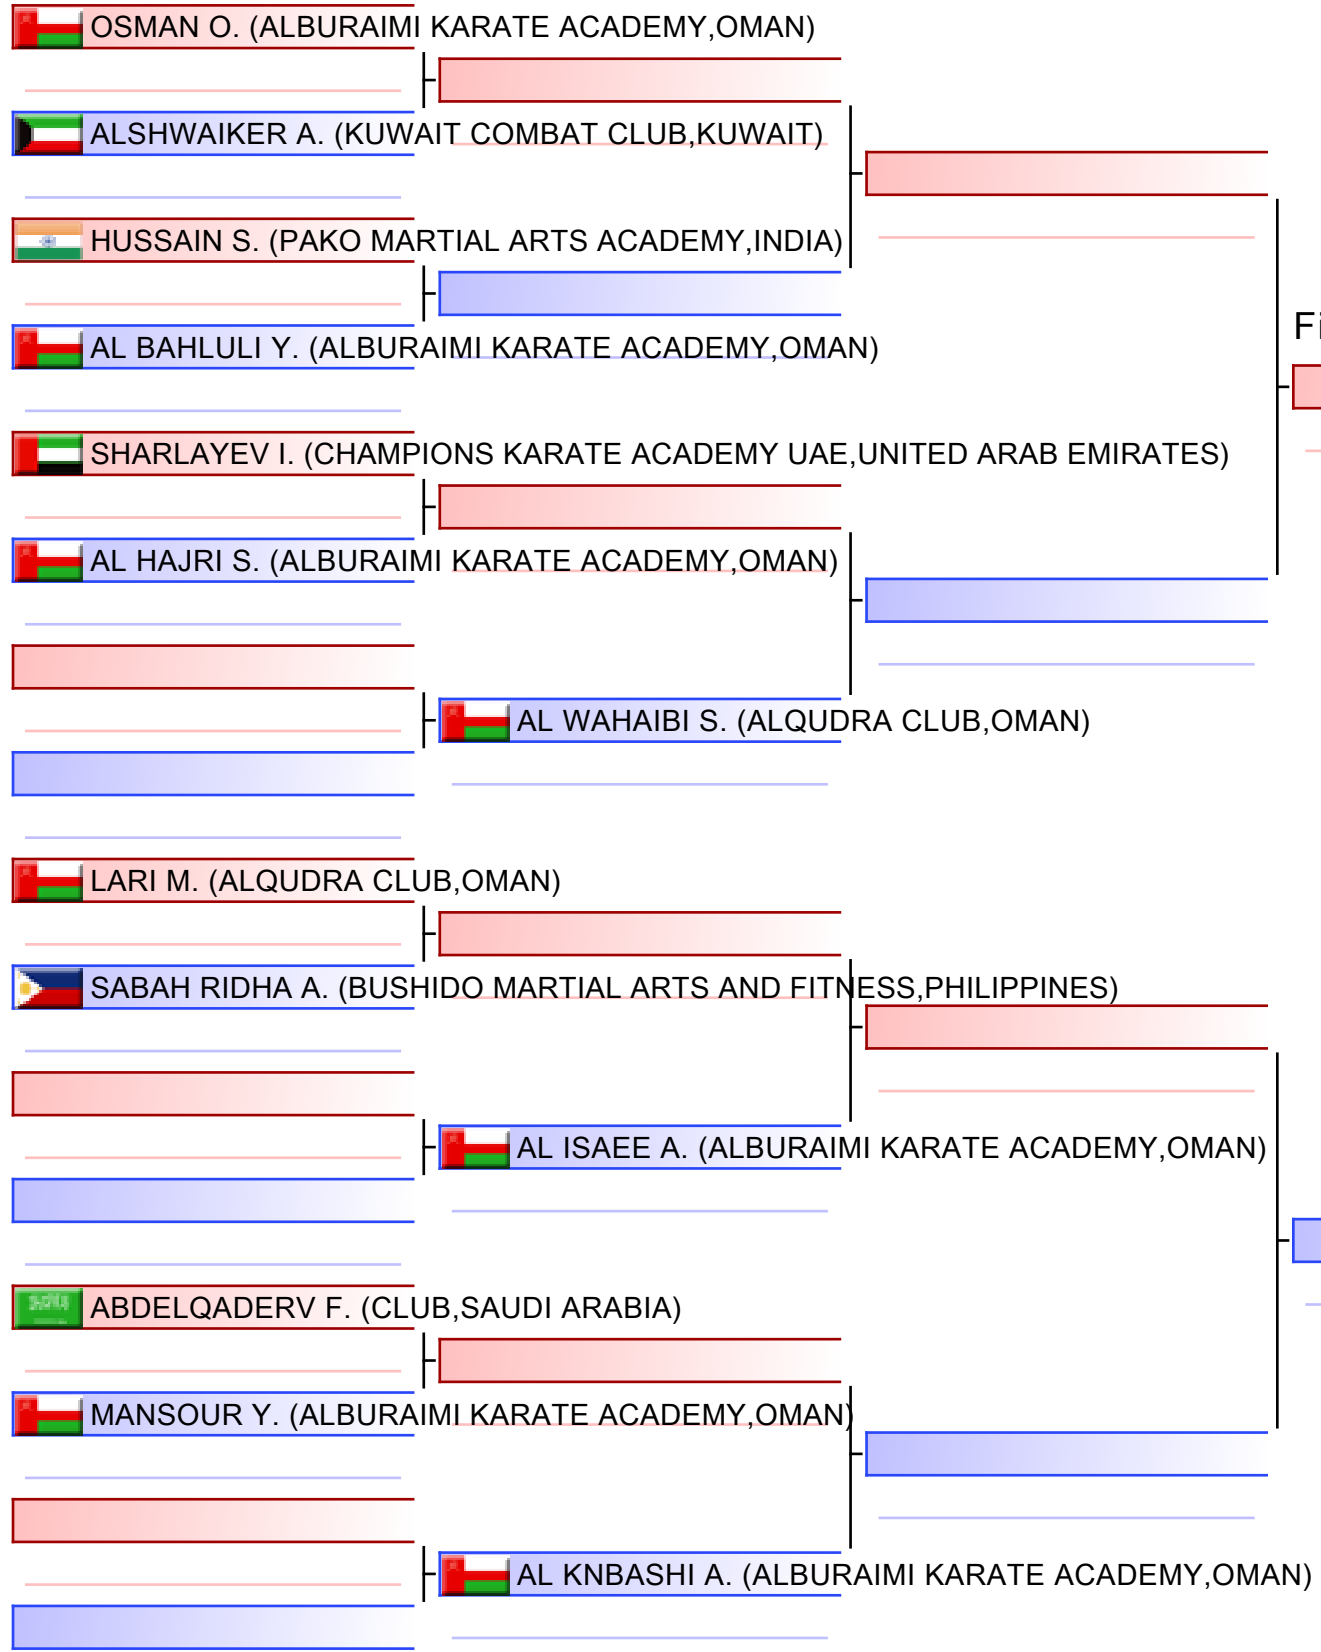 OSMAN O. (ALBURAIMI KARATE ACADEMY,OMAN)
ALSHWAIKER A. (KUWAIT COMBAT CLUB,KUWAIT)
HUSSAIN S. (PAKO MARTIAL ARTS ACADEMY,INDIA)
Fi
AL BAHLULI Y. (ALBURAIMI KARATE ACADEMY,OMAN)
SHARLAYEV I. (CHAMPIONS KARATE ACADEMY UAE,UNITED ARAB EMIRATES)
AL HAJRI S. (ALBURAIMI KARATE ACADEMY,OMAN)
AL WAHAIBI S. (ALQUDRA CLUB,OMAN)
LARI M. (ALQUDRA CLUB,OMAN)
SABAH RIDHA A. (BUSHIDO MARTIAL ARTS AND FITNESS,PHILIPPINES)
AL ISAEE A. (ALBURAIMI KARATE ACADEMY,OMAN)
ABDELQADERV F. (CLUB,SAUDI ARABIA)
MANSOUR Y. (ALBURAIMI KARATE ACADEMY,OMAN)
AL KNBASHI A. (ALBURAIMI KARATE ACADEMY,OMAN)